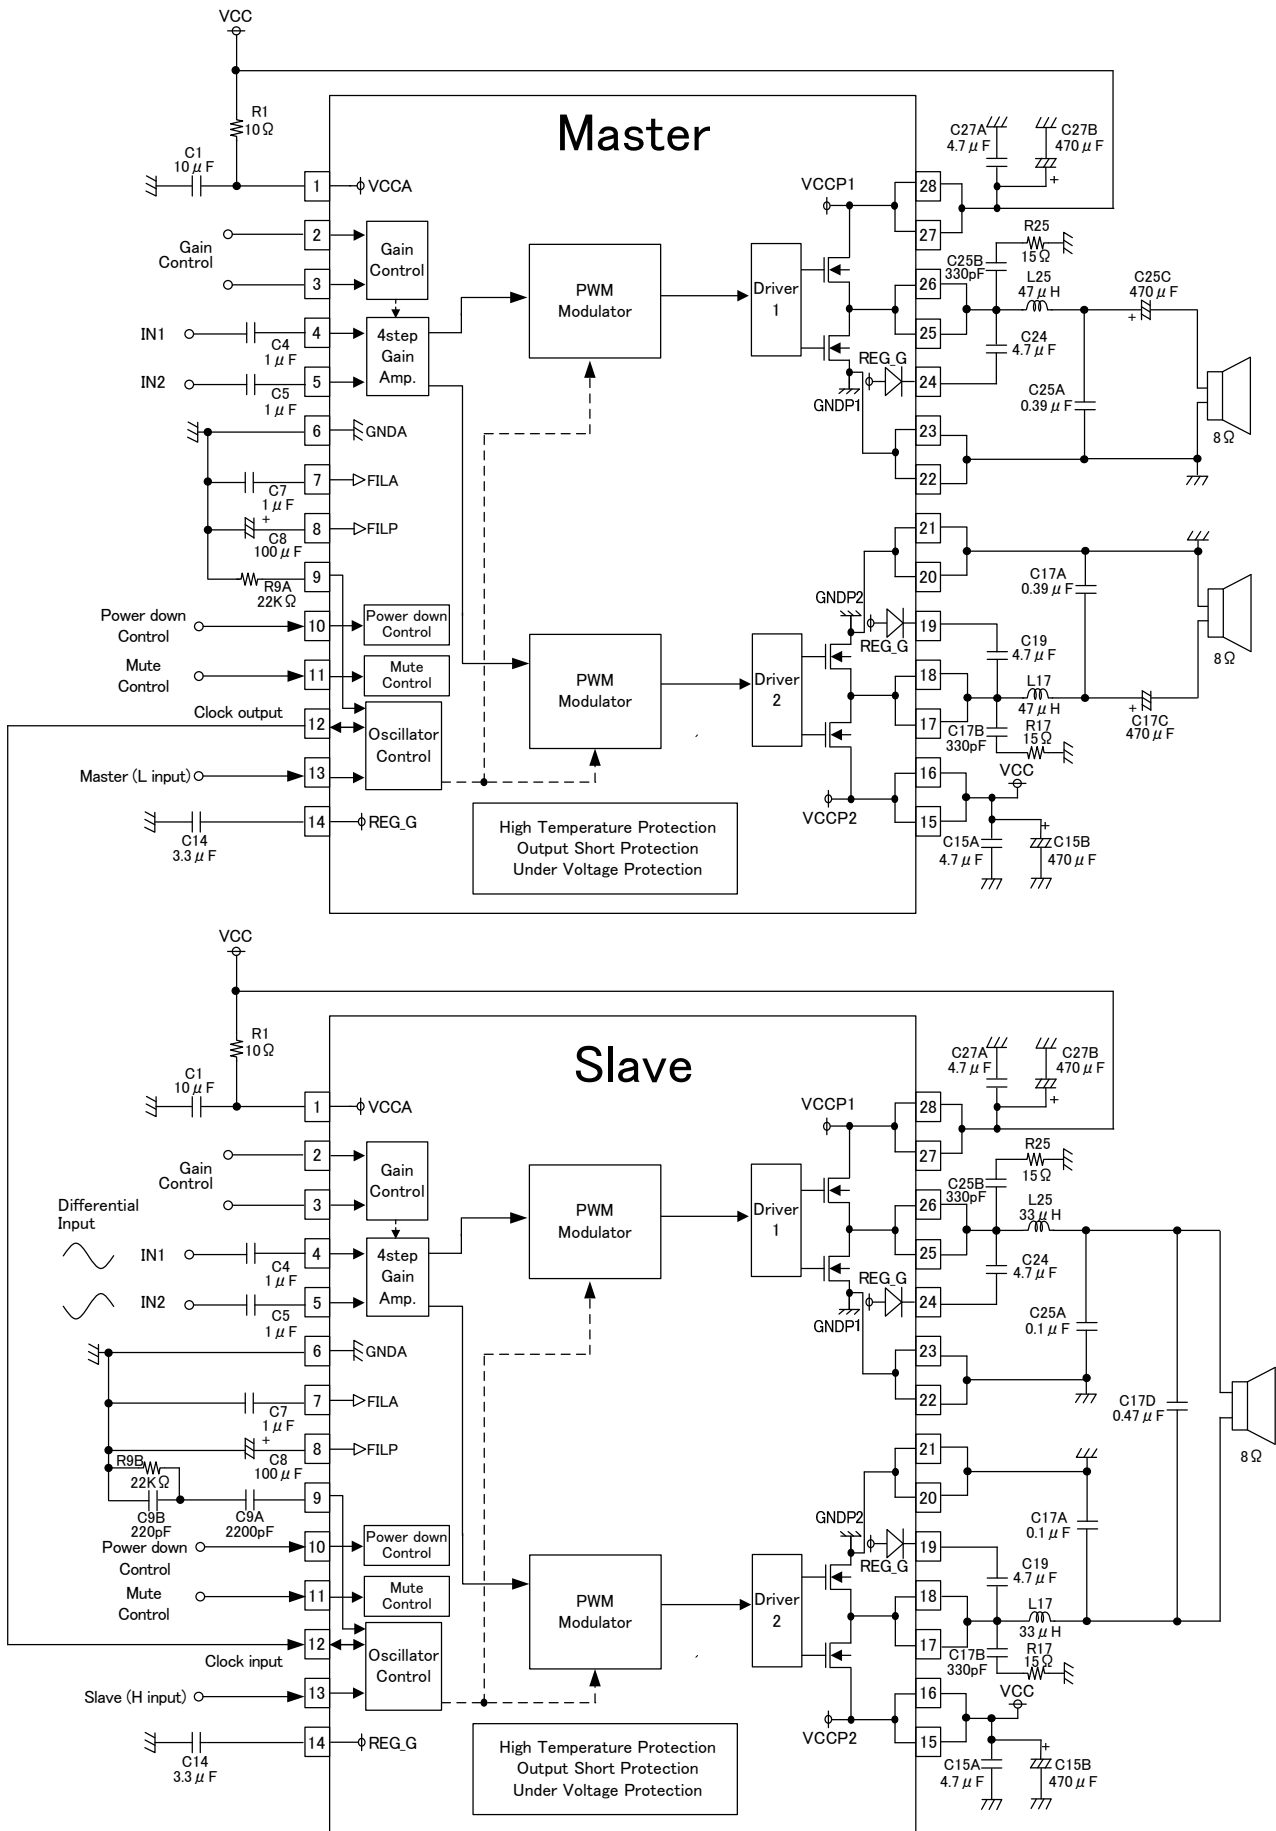 VCC
R1
10Ω
C1
10μF
Master
C27A
4.7μF
C27B
470μF
1
VCCA
VCCP1
28
2
Gain
Control
Gain
Control
27
R25
15Ω
3
PWM
Modulator
Driver
1
C25B
330pF
26
L25
47μH
C25C
470μF
IN1
C4
1μF
4
4step
Gain
Amp.
25
C24
4.7μF
REG_G
IN2
C5
1μF
5
24
GNDP1
C25A
0.39μF
8Ω
6
GNDA
23
C7
1μF
7
FILA
22
+
C8
100μF
8
FILP
21
R9A
22KΩ
9
20
C17A
0.39μF
GNDP2
Power down
Control
10
Power down
Control
REG_G
19
C19
4.7μF
8Ω
Mute
Control
11
Mute
Control
PWM
Modulator
Driver
2
18
L17
47μH
+
C17C
470μF
Clock output
12
Oscillator
Control
17
C17B
330pF
R17
15Ω
Master (L input)
13
16
VCC
VCCP2
C14
3.3μF
14
REG_G
15
C15A
4.7μF
+
C15B
470μF
High Temperature Protection
Output Short Protection
Under Voltage Protection
VCC
R1
10Ω
C1
10μF
Slave
C27A
4.7μF
C27B
470μF
+
1
VCCA
VCCP1
28
2
Gain
Control
Gain
Control
27
R25
15Ω
3
Differential
Input
PWM
Modulator
Driver
1
C25B
330pF
26
L25
33μH
IN1
C4
1μF
4
4step
Gain
Amp.
25
C24
4.7μF
REG_G
IN2
C5
1μF
5
24
GNDP1
C25A
0.1μF
6
GNDA
23
C7
1μF
7
FILA
22
C17D
0.47μF
8Ω
+
C8
100μF
8
FILP
21
R9B
22KΩ
9
20
C9B
220pF
C9A
2200pF
C17A
0.1μF
GNDP2
Power down
Control
10
Power down
Control
REG_G
19
C19
4.7μF
Mute
Control
11
Mute
Control
PWM
Modulator
Driver
2
18
L17
33μH
12
Clock input
Oscillator
Control
17
C17B
330pF
R17
15Ω
Slave (H input)
13
16
VCC
VCCP2
C14
3.3μF
14
REG_G
15
C15A
4.7μF
+
C15B
470μF
High Temperature Protection
Output Short Protection
Under Voltage Protection